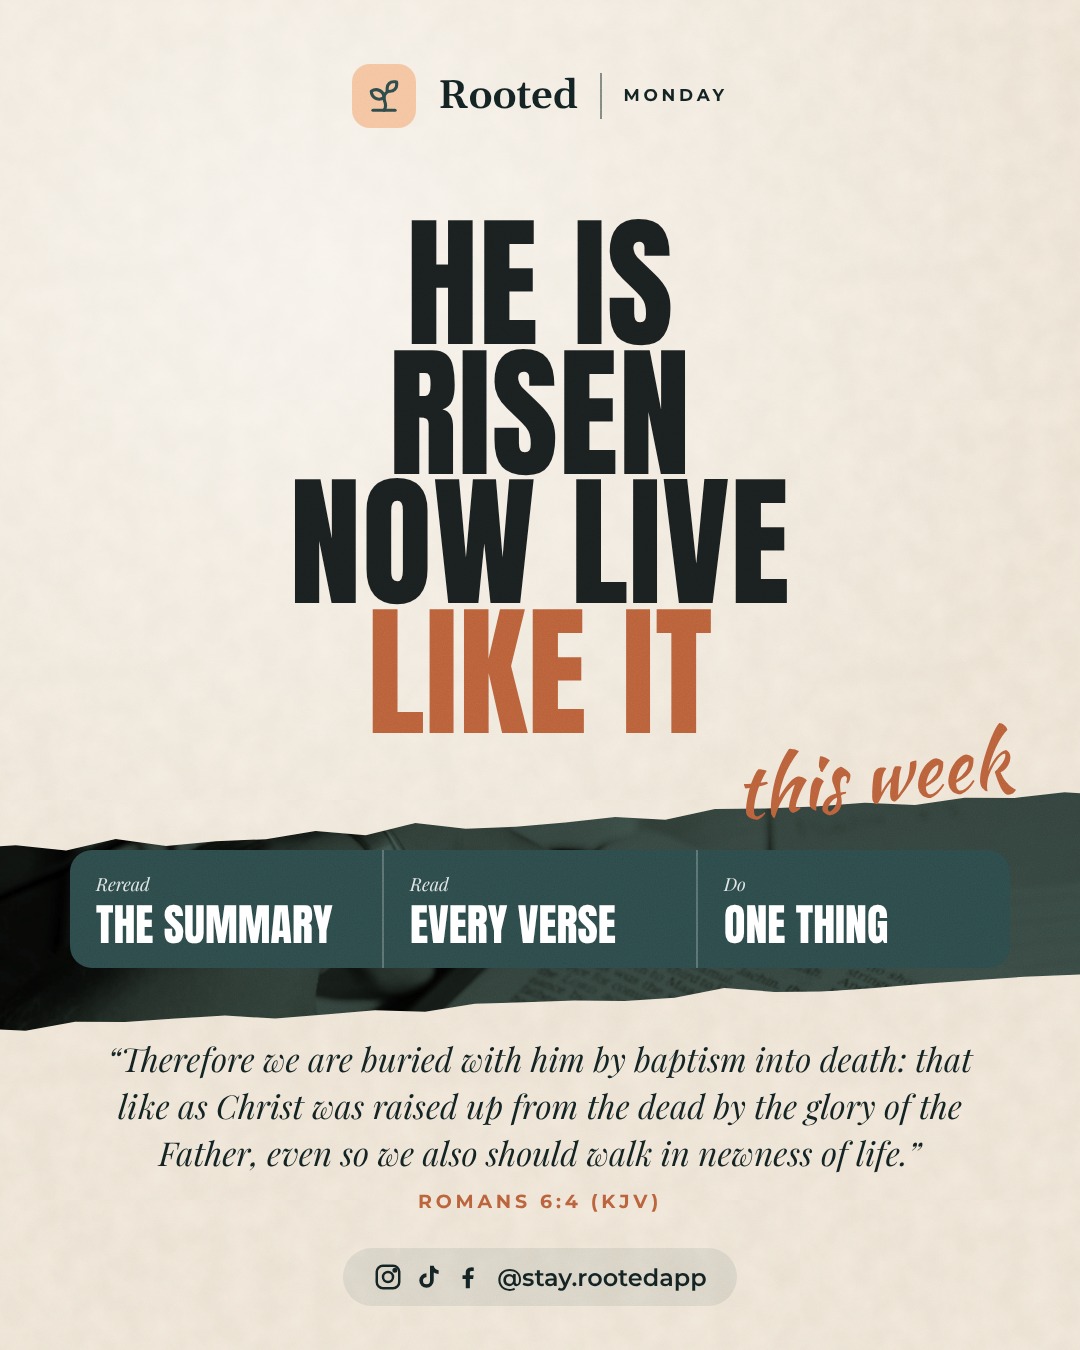 Rooted
MONDAY
HE IS
RISEN
NOW LIVE
LIKE IT
this week
Reread
THE SUMMARY
Read
EVERY VERSE
Do
ONE THING
“Therefore we are buried with him by baptism into death: that
like as Christ was raised up from the dead by the glory of the
Father, even so we also should walk in newness of life.”
ROMANS 6:4 (KJV)
@stay.rootedapp